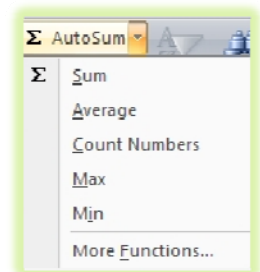 Σ AutoSum
Σ Sum
Average
Count Numbers
Max
Min
More Functions...